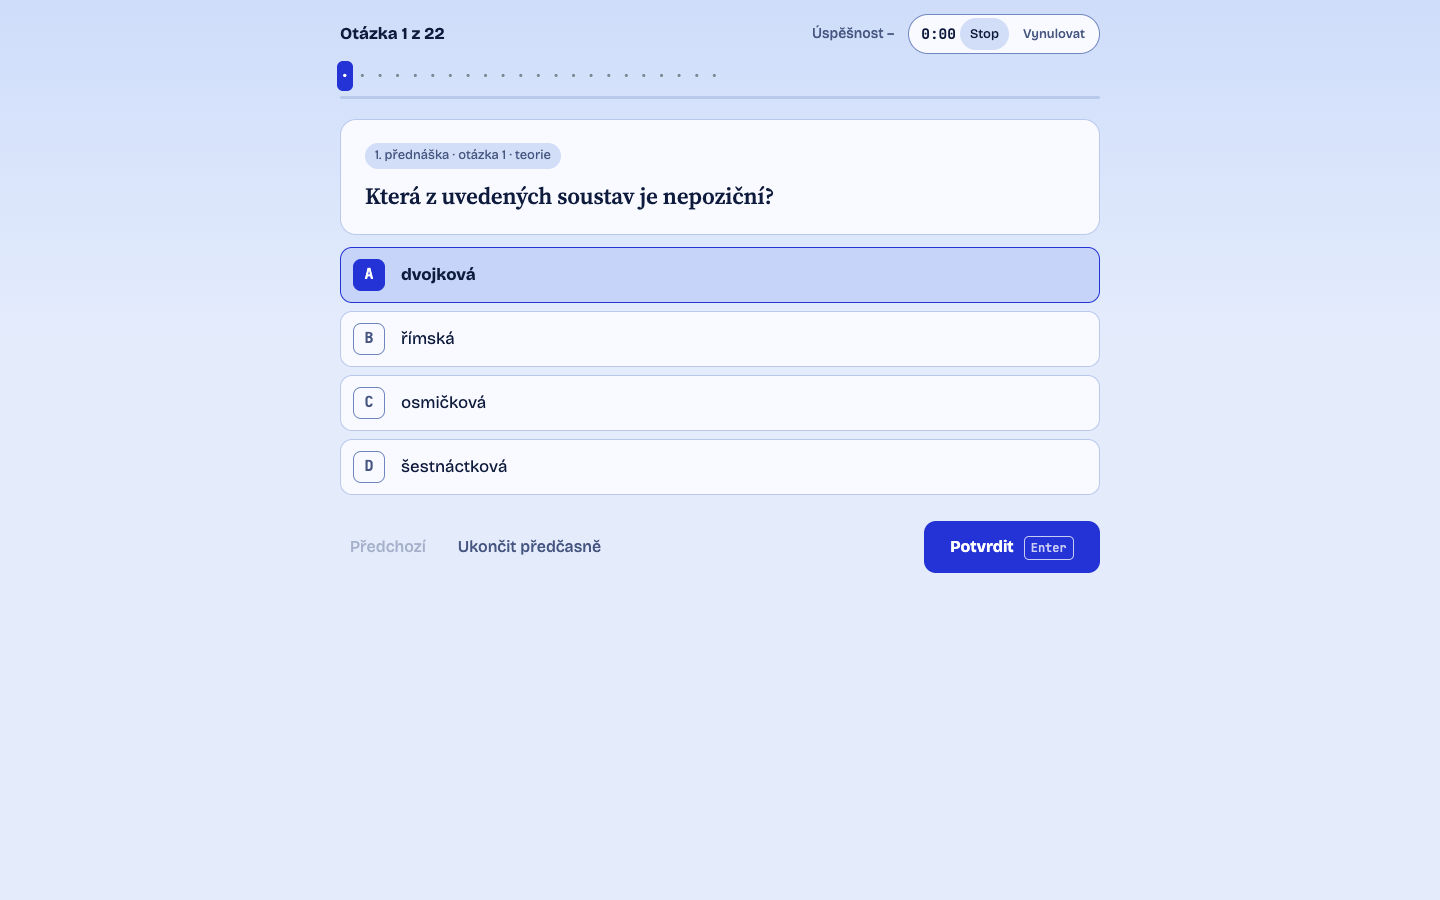 Otázka 1 z 22
Úspěšnost –
0:00 Stop Vynulovat
1. přednáška · otázka 1 · teorie
Která z uvedených soustav je nepoziční?
A dvojková
B římská
C osmičková
D šestnáctková
Předchozí
Ukončit předčasně
Potvrdit Enter